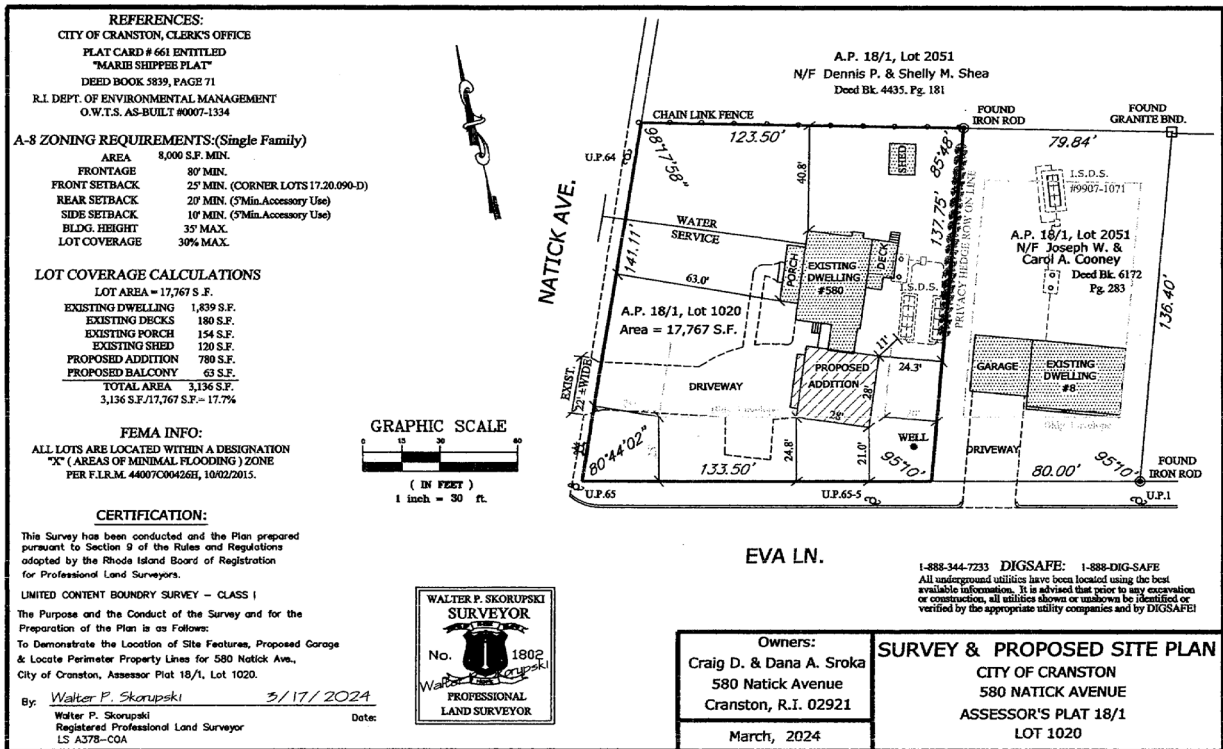 REFERENCES:
CITY OF CRANSTON, CLERK'S OFFICE
PLAT CARD # 661 ENTITLED
"MARIE SHIPPEE PLAT"
DEED BOOK 5839, PAGE 71
R.I. DEPT. OF ENVIRONMENTAL MANAGEMENT
O.W.T.S. AS-BUILT #0007-1334
A-8 ZONING REQUIREMENTS:(Single Family)
AREA 8,000 S.F. MIN.
FRONTAGE 80' MIN.
FRONT SETBACK 25' MIN. (CORNER LOTS 17.20.090-D)
REAR SETBACK 20' MIN. (5'Min.Accessory Use)
SIDE SETBACK 10' MIN. (5'Min.Accessory Use)
BLDG. HEIGHT 35' MAX.
LOT COVERAGE 30% MAX.
LOT COVERAGE CALCULATIONS
LOT AREA = 17,767 S .F.
EXISTING DWELLING 1,839 S.F.
EXISTING DECKS 180 S.F.
EXISTING PORCH 154 S.F.
EXISTING SHED 120 S.F.
PROPOSED ADDITION 780 S.F.
PROPOSED BALCONY 63 S.F.
TOTAL AREA 3,136 S.F.
3,136 S.F./17,767 S.F.= 17.7%
FEMA INFO:
ALL LOTS ARE LOCATED WITHIN A DESIGNATION
"X" ( AREAS OF MINIMAL FLOODING ) ZONE
PER F.I.R.M. 44007C00426H, 10/02/2015.
CERTIFICATION:
This Survey has been conducted and the Plan prepared
pursuant to Section 9 of the Rules and Regulations
adopted by the Rhode Island Board of Registration
for Professional Land Surveyors.
LIMITED CONTENT BOUNDRY SURVEY - CLASS I
The Purpose and the Conduct of the Survey and for the
Preparation of the Plan is as Follows:
To Demonstrate the Location of Site Features, Proposed Garage
& Locate Perimeter Property Lines for 580 Natick Ave.,
City of Cranston, Assessor Plat 18/1, Lot 1020.
By: Walter P. Skorupski 3/17/2024
Walter P. Skorupski Date:
Registered Professional Land Surveyor
LS A378-COA
GRAPHIC SCALE
0 15 30 60
( IN FEET )
1 inch = 30 ft.
WALTER P. SKORUPSKI
SURVEYOR
No. 1802
Walter P. Skorupski
PROFESSIONAL
LAND SURVEYOR
A.P. 18/1, Lot 2051
N/F Dennis P. & Shelly M. Shea
Deed Bk. 4435. Pg. 181
CHAIN LINK FENCE
123.50'
FOUND
IRON ROD
FOUND
GRANITE BND.
79.84'
U.P.64
98°17'58"
40.8'
SHED
85°48'
137.75'
I.S.D.S.
#9907-1071
NATICK AVE.
WATER
SERVICE
141.11'
63.0'
PORCH
EXISTING
DWELLING
#580
DECK
I.S.D.S.
PRIVACY HEDGE ROW ON LINE
A.P. 18/1, Lot 2051
N/F Joseph W. &
Carol A. Cooney
Deed Bk. 6172
Pg. 283
136.40'
A.P. 18/1, Lot 1020
Area = 17,767 S.F.
11'
24.3'
PROPOSED
ADDITION
28'
28'
GARAGE
EXISTING
DWELLING
#8
EXIST.
22' ±WIDE
DRIVEWAY
Bldg. Envelope
Bldg. Envelope
24.8'
21.0'
WELL
DRIVEWAY
80°44'02"
133.50'
95°10'
80.00'
95°10'
FOUND
IRON ROD
U.P.65
U.P.65-5
U.P.1
EVA LN.
1-888-344-7233 DIGSAFE: 1-888-DIG-SAFE
All underground utilities have been located using the best
available information. It is advised that prior to any excavation
or construction, all utilities shown or unshown be identified or
verified by the appropriate utility companies and by DIGSAFE!
Owners:
Craig D. & Dana A. Sroka
580 Natick Avenue
Cranston, R.I. 02921
March, 2024
SURVEY & PROPOSED SITE PLAN
CITY OF CRANSTON
580 NATICK AVENUE
ASSESSOR'S PLAT 18/1
LOT 1020